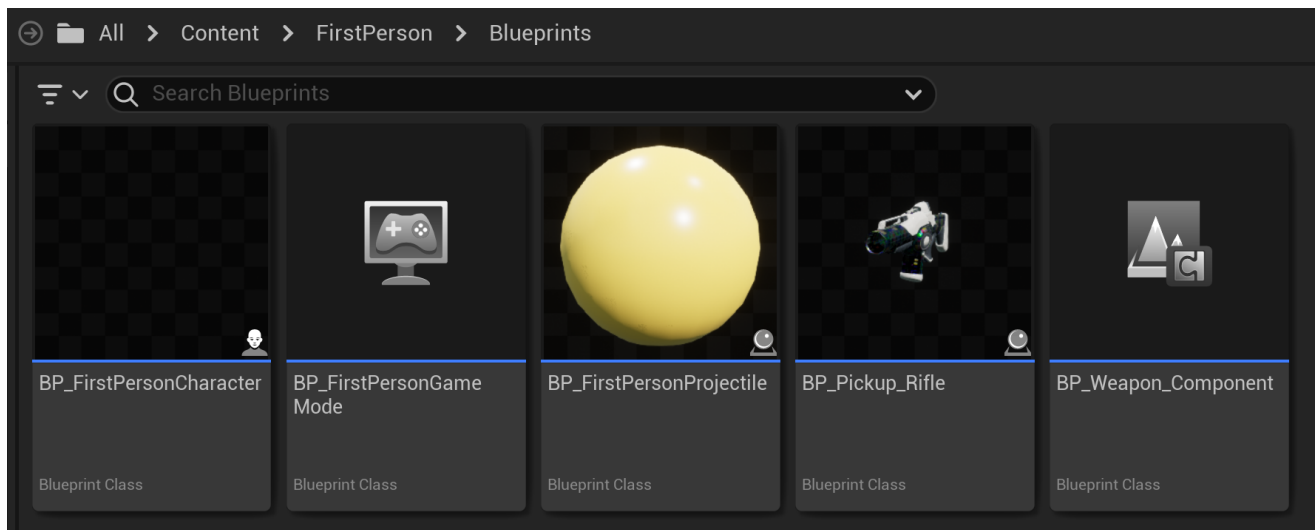 All > Content > FirstPerson > Blueprints
Search Blueprints
BP_FirstPersonCharacter
Blueprint Class
BP_FirstPersonGame
Mode
Blueprint Class
BP_FirstPersonProjectile
Blueprint Class
BP_Pickup_Rifle
Blueprint Class
BP_Weapon_Component
Blueprint Class